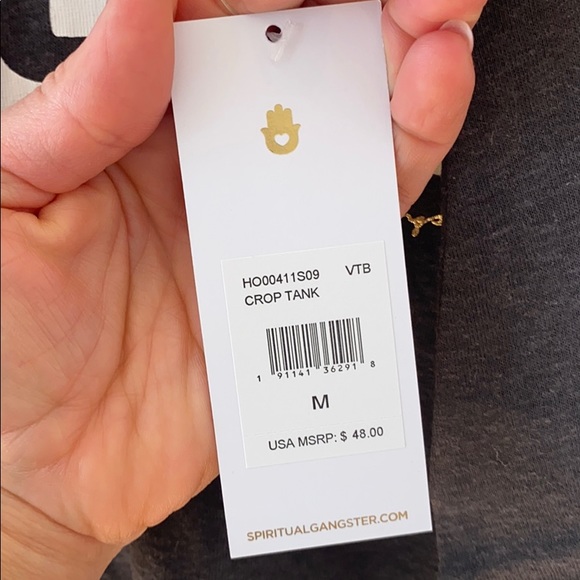 HO00411S09 VTB
CROP TANK
1 91141 36291 8
M
USA MSRP: $ 48.00
SPIRITUALGANGSTER.COM